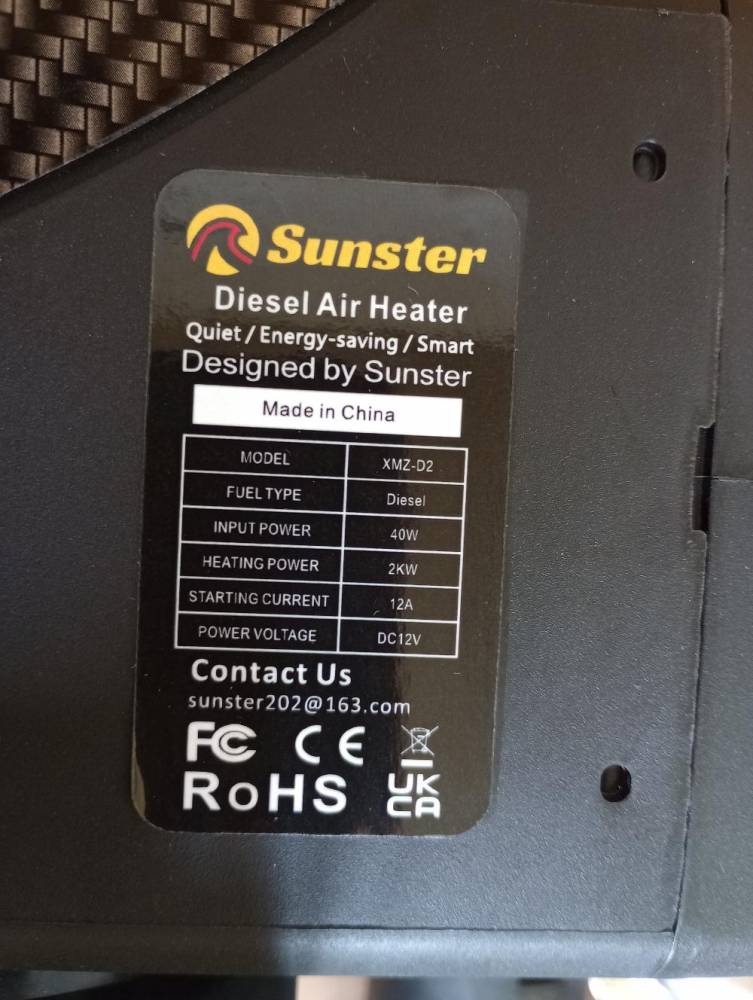 Sunster
Diesel Air Heater
Quiet / Energy-saving / Smart
Designed by Sunster
Made in China
MODEL XMZ-D2
FUEL TYPE Diesel
INPUT POWER 40W
HEATING POWER 2KW
STARTING CURRENT 12A
POWER VOLTAGE DC12V
Contact Us
sunster202@163.com
FC CE
RoHS UK
CA